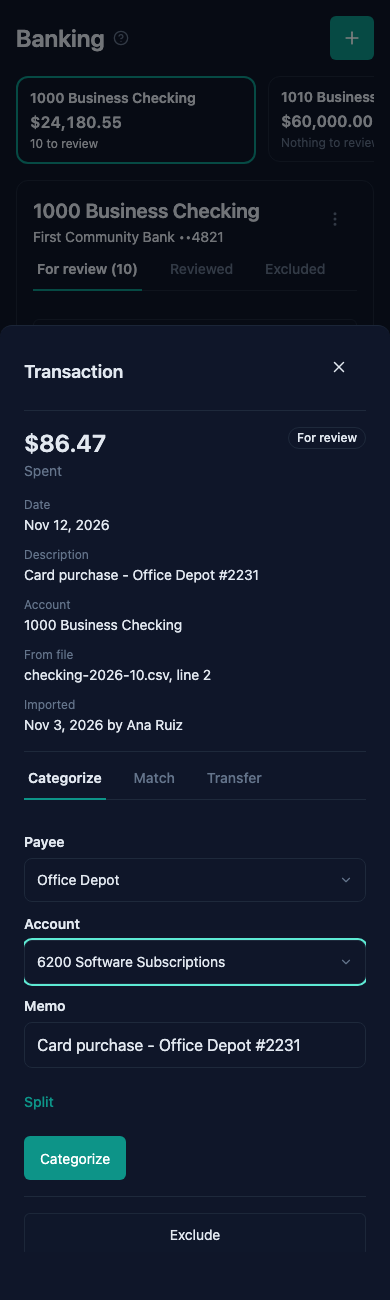 Banking
+
1000 Business Checking
$24,180.55
10 to review
1010 Business
$60,000.00
Nothing to review
1000 Business Checking
First Community Bank ••4821
For review (10)
Reviewed
Excluded
Transaction
$86.47
For review
Spent
Date
Nov 12, 2026
Description
Card purchase - Office Depot #2231
Account
1000 Business Checking
From file
checking-2026-10.csv, line 2
Imported
Nov 3, 2026 by Ana Ruiz
Categorize
Match
Transfer
Payee
Office Depot
Account
6200 Software Subscriptions
Memo
Card purchase - Office Depot #2231
Split
Categorize
Exclude